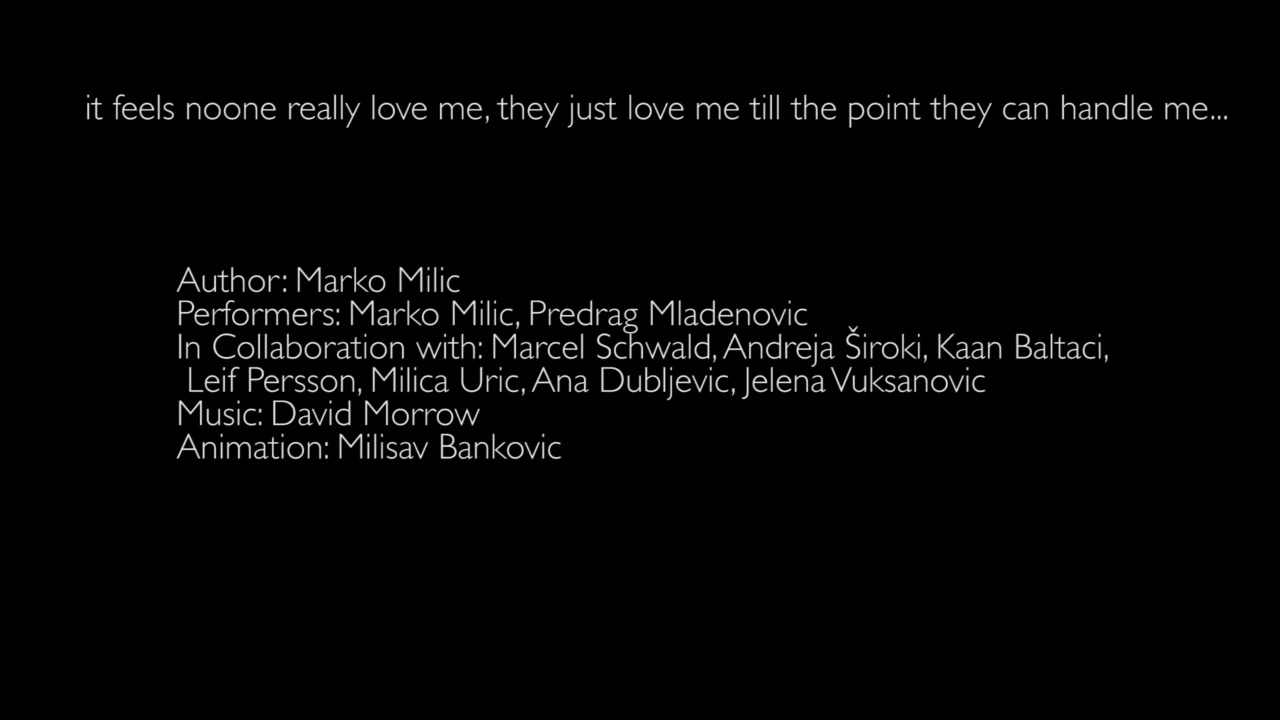 it feels noone really love me, they just love me till the point they can handle me...
Author: Marko Milic
Performers: Marko Milic, Predrag Mladenovic
In Collaboration with: Marcel Schwald, Andreja Široki, Kaan Baltaci,
Leif Persson, Milica Uric, Ana Dubljevic, Jelena Vuksanovic
Music: David Morrow
Animation: Milisav Bankovic